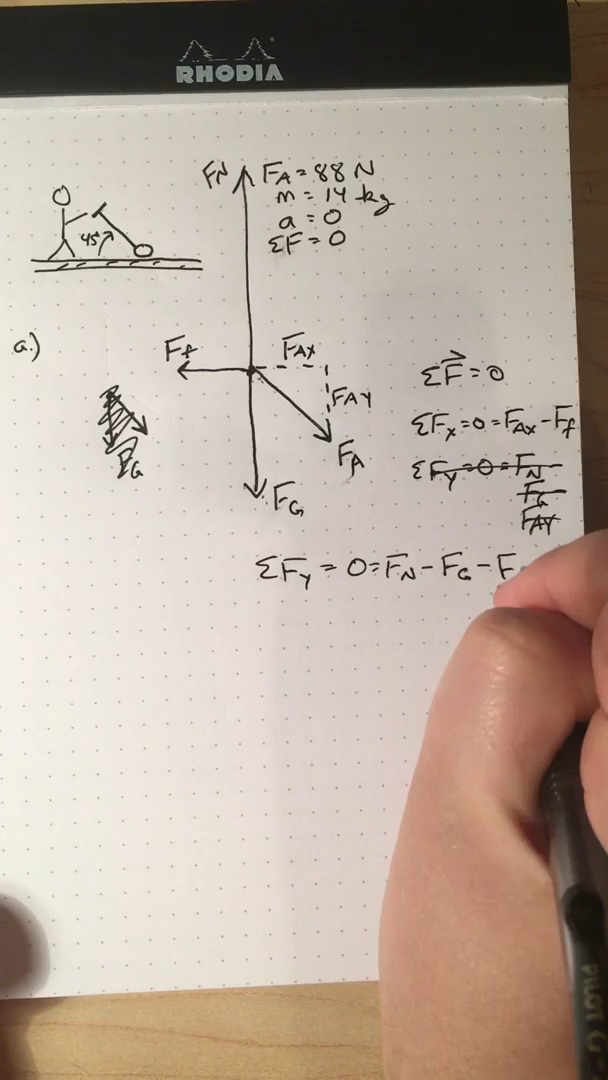 RHODIA
FN
FA = 88 N
m = 14 kg
a = 0
ΣF = 0
45°
a.)
Ff
FAX
FAY
FA
FG
FG
ΣF⃗ = 0
ΣFx = 0 = FAx - Ff
ΣFy = 0 = FN -
FG -
FAY
ΣFy = 0 = FN - FG - F
PILOT G